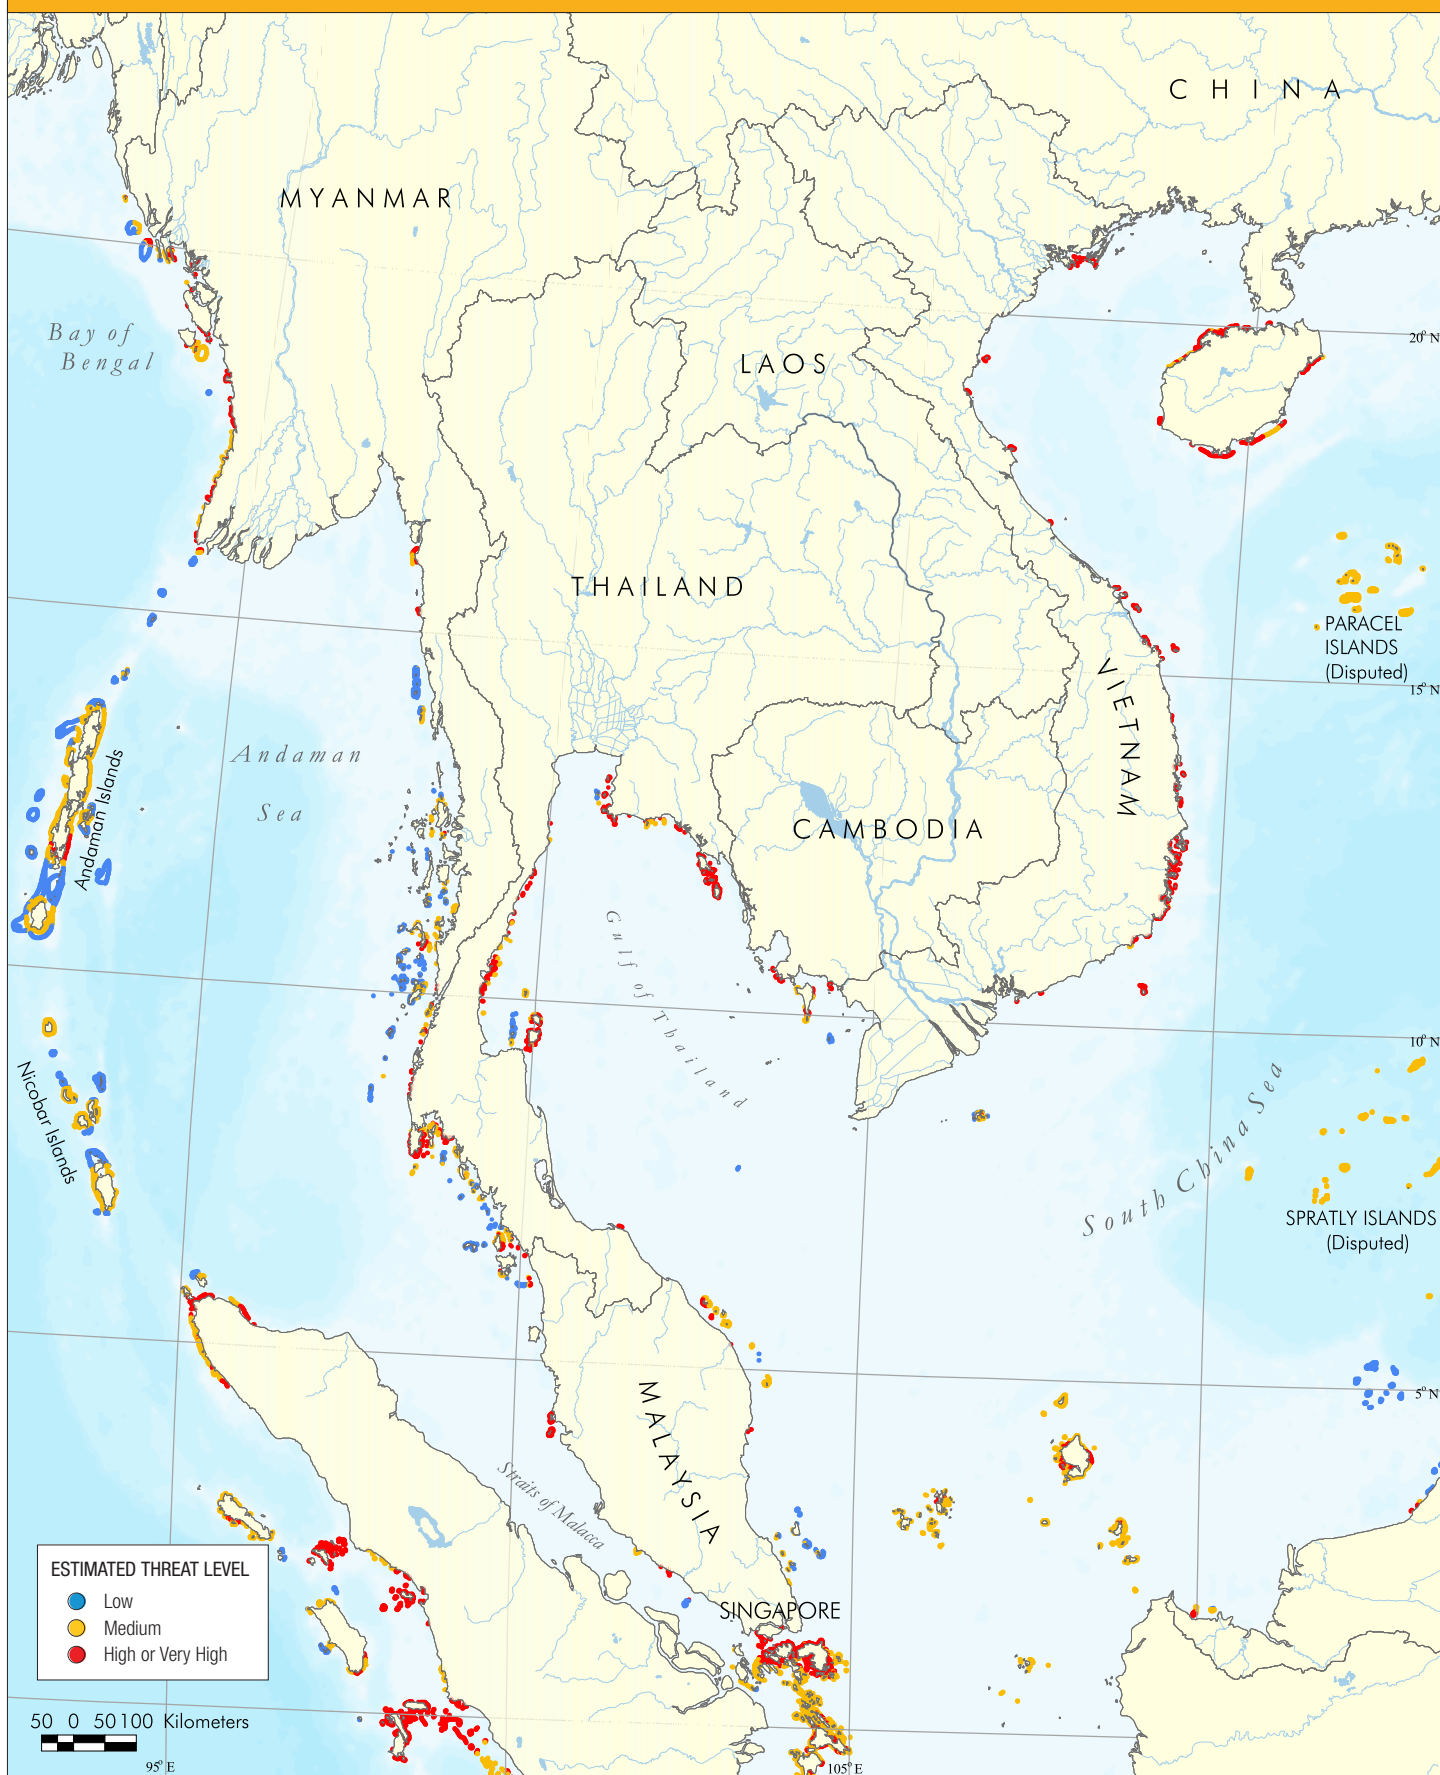 CHINA
MYANMAR
Bay of
Bengal
20° N
LAOS
THAILAND
PARACEL
ISLANDS
(Disputed)
15° N
VIETNAM
Andaman
Sea
Andaman Islands
CAMBODIA
Gulf of Thailand
10° N
Nicobar Islands
South China Sea
SPRATLY ISLANDS
(Disputed)
5° N
MALAYSIA
Straits of Malacca
SINGAPORE
ESTIMATED THREAT LEVEL
Low
Medium
High or Very High
50 0 50 100 Kilometers
95° E
105° E